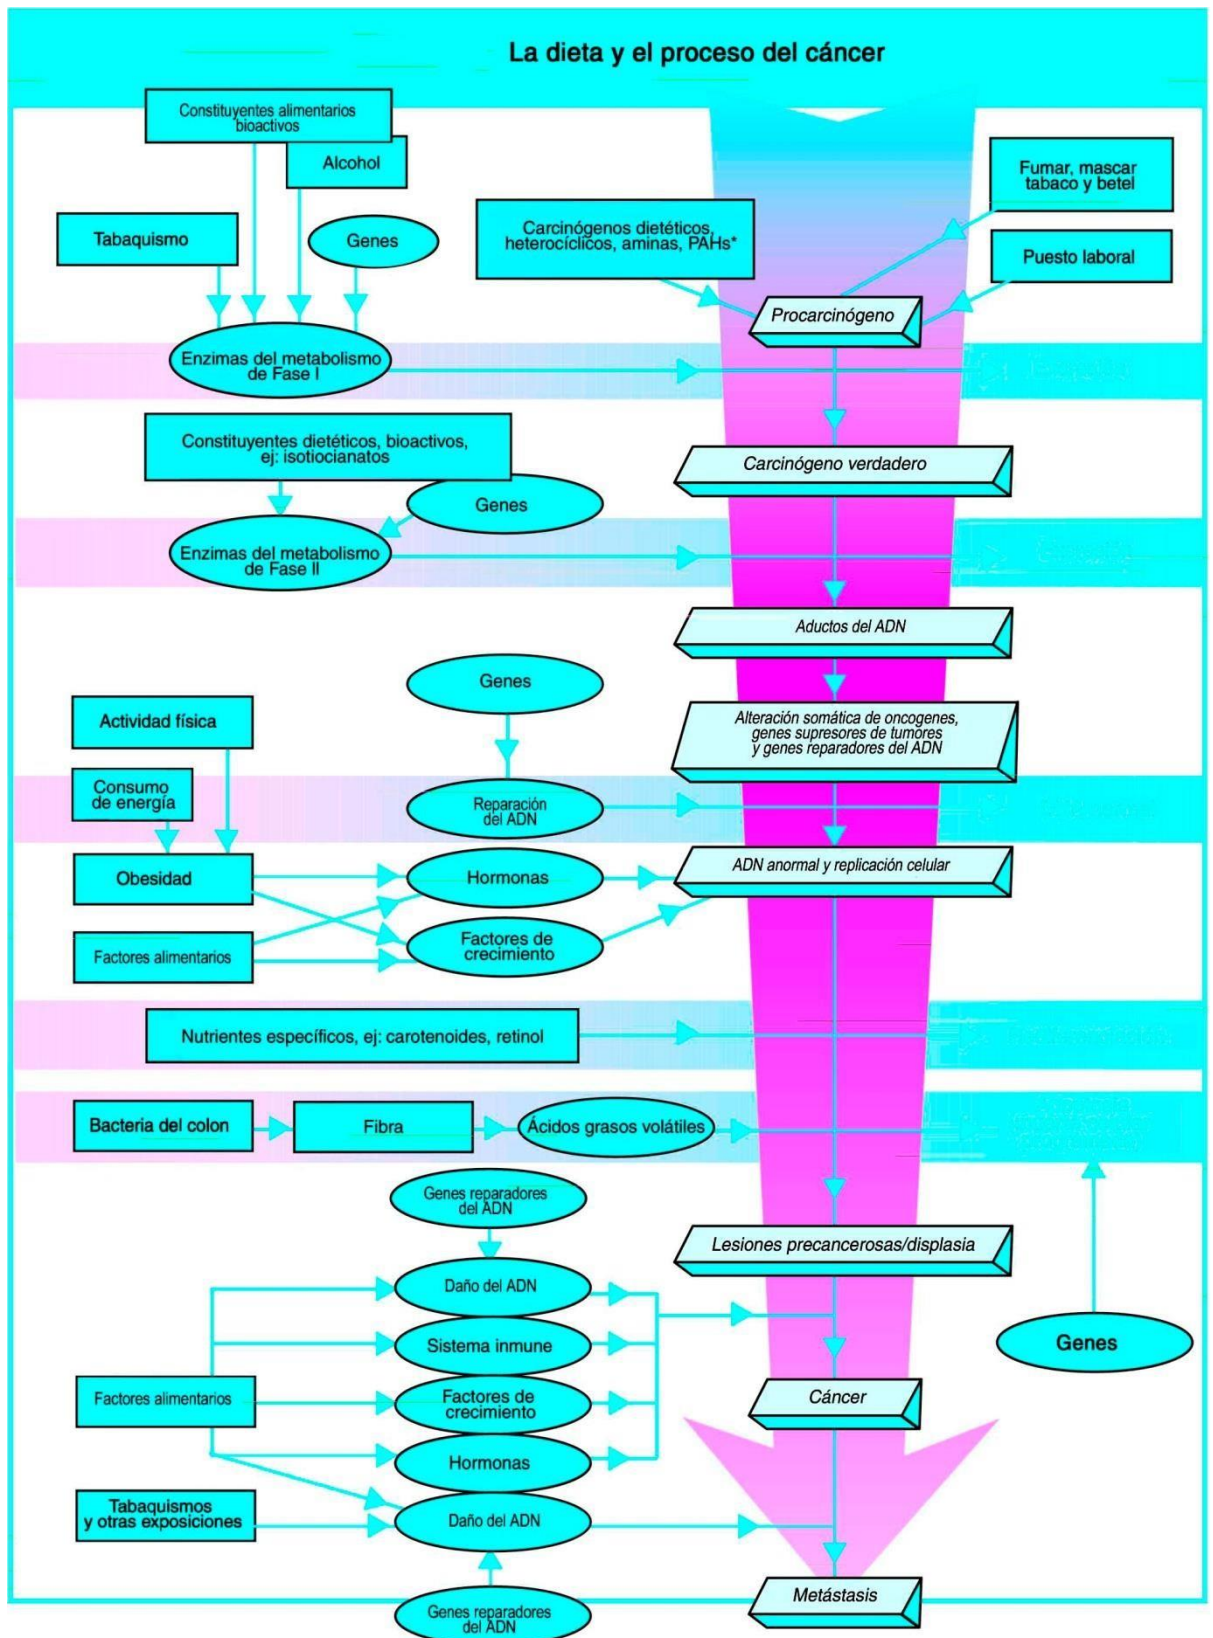 La dieta y el proceso del cáncer
Constituyentes alimentarios
bioactivos
Alcohol
Fumar, mascar
tabaco y betel
Tabaquismo
Genes
Carcinógenos dietéticos,
heterocíclicos, aminas, PAHs*
Puesto laboral
Procarcinógeno
Enzimas del metabolismo
de Fase I
Constituyentes dietéticos, bioactivos,
ej: isotiocianatos
Carcinógeno verdadero
Genes
Enzimas del metabolismo
de Fase II
Aductos del ADN
Genes
Actividad física
Alteración somática de oncogenes,
genes supresores de tumores
y genes reparadores del ADN
Consumo
de energía
Reparación
del ADN
Obesidad
Hormonas
ADN anormal y replicación celular
Factores alimentarios
Factores de
crecimiento
Nutrientes específicos, ej: carotenoides, retinol
Bacteria del colon
Fibra
Ácidos grasos volátiles
Genes reparadores
del ADN
Lesiones precancerosas/displasia
Daño del ADN
Sistema inmune
Genes
Factores alimentarios
Factores de
crecimiento
Cáncer
Hormonas
Tabaquismos
y otras exposiciones
Daño del ADN
Metástasis
Genes reparadores
del ADN